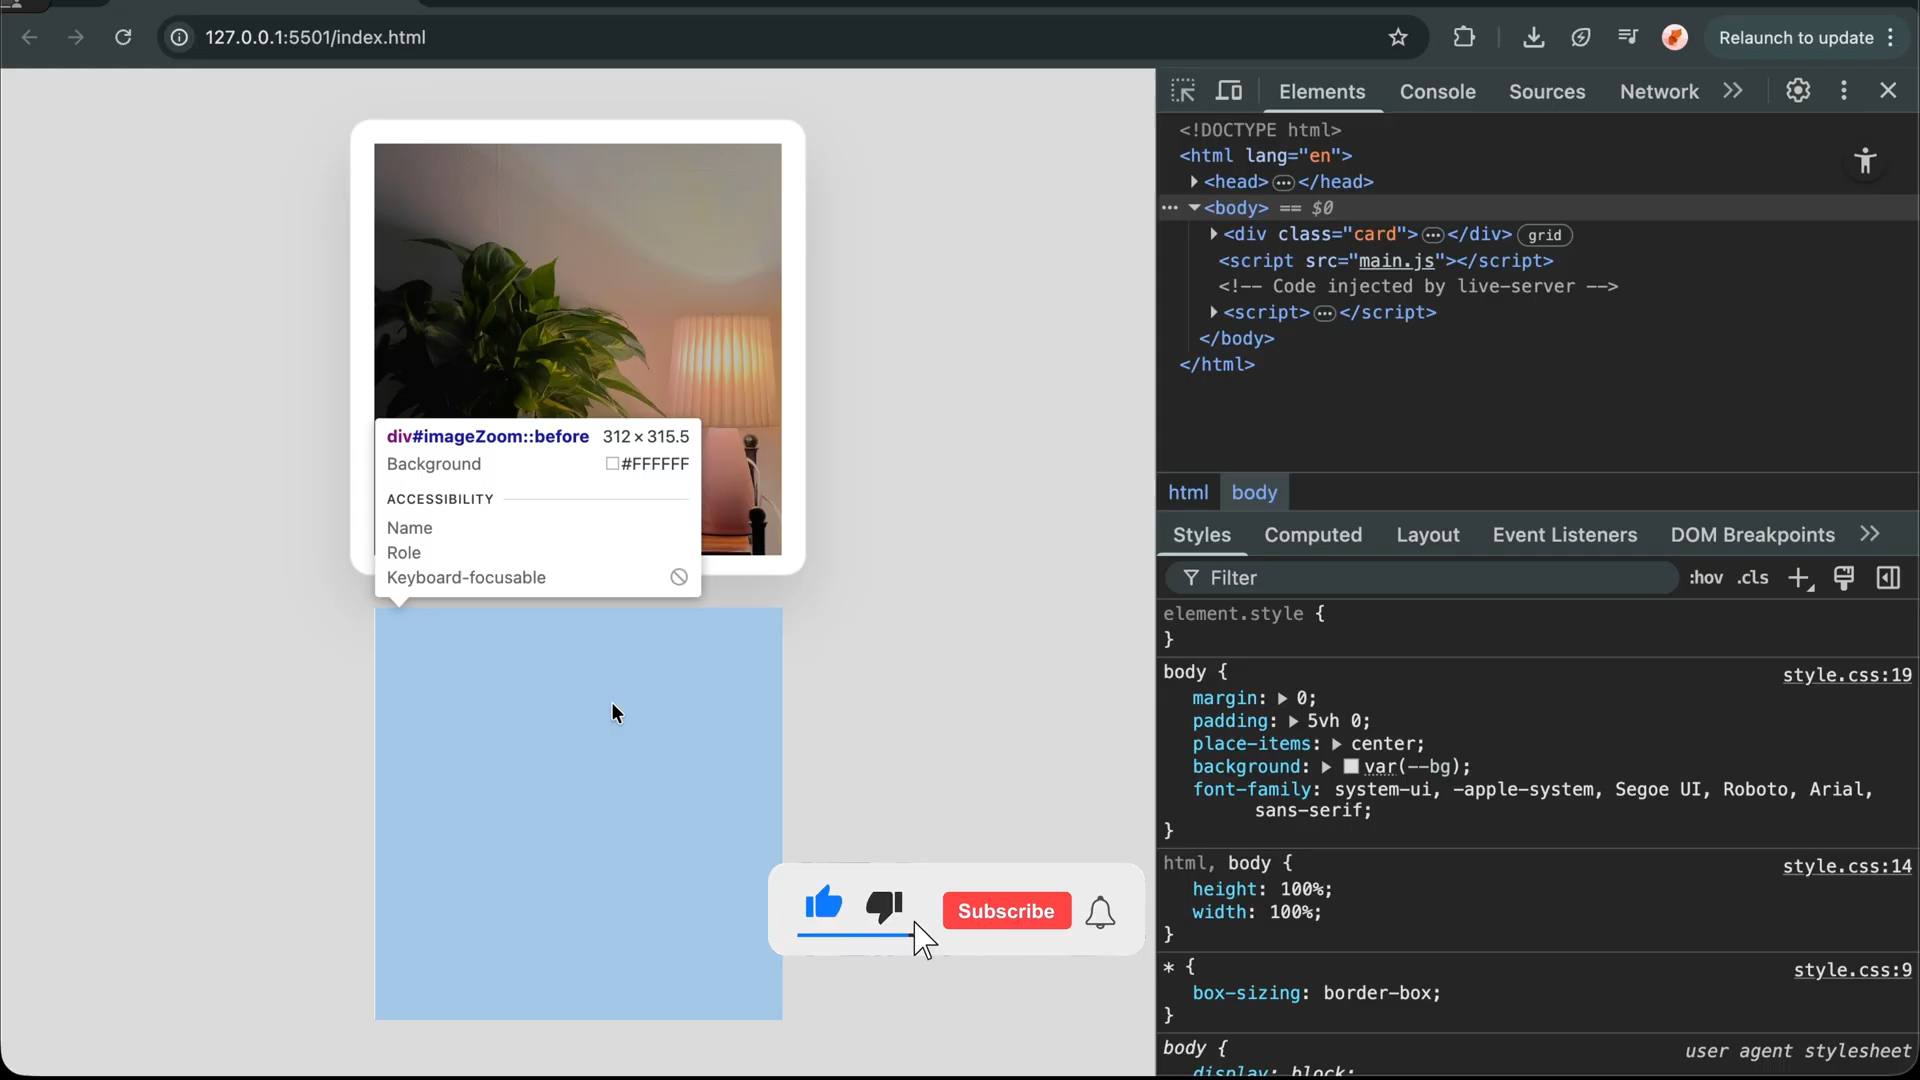 127.0.0.1:5501/index.html
Relaunch to update
Elements
Console
Sources
Network
<!DOCTYPE html>
<html lang="en">
<head>…</head>
<body> == $0
<div class="card">…</div> grid
<script src="main.js"></script>
<!-- Code injected by live-server -->
<script>…</script>
</body>
</html>
div#imageZoom::before 312 × 315.5
Background #FFFFFF
ACCESSIBILITY
Name
Role
Keyboard-focusable
html body
Styles Computed Layout Event Listeners DOM Breakpoints
Filter
:hov .cls
element.style {
}
body { style.css:19
margin: 0;
padding: 5vh 0;
place-items: center;
background: var(--bg);
font-family: system-ui, -apple-system, Segoe UI, Roboto, Arial,
sans-serif;
}
html, body { style.css:14
height: 100%;
width: 100%;
}
* { style.css:9
box-sizing: border-box;
}
body { user agent stylesheet
display: block;
Subscribe